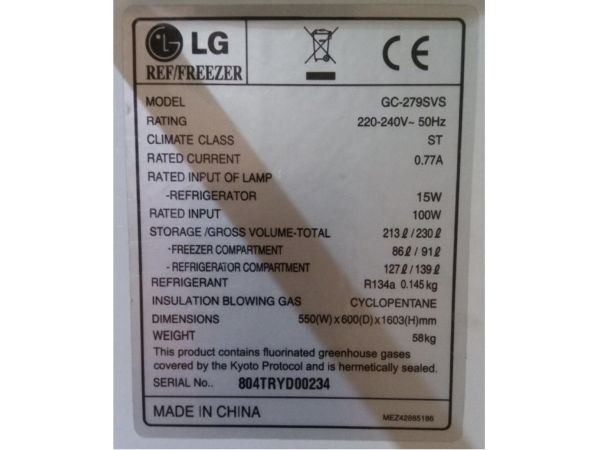 LG
REF/FREEZER
CE
MODEL GC-279SVS
RATING 220-240V~ 50Hz
CLIMATE CLASS ST
RATED CURRENT 0.77A
RATED INPUT OF LAMP
-REFRIGERATOR 15W
RATED INPUT 100W
STORAGE /GROSS VOLUME-TOTAL 213ℓ / 230ℓ
-FREEZER COMPARTMENT 86ℓ / 91ℓ
- REFRIGERATOR COMPARTMENT 127ℓ / 139ℓ
REFRIGERANT R134a 0.145kg
INSULATION BLOWING GAS CYCLOPENTANE
DIMENSIONS 550(W)x600(D)x1603(H)mm
WEIGHT 58kg
This product contains fluorinated greenhouse gases
covered by the Kyoto Protocol and is hermetically sealed.
SERIAL No.. 804TRYD00234
MADE IN CHINA MEZ42885186